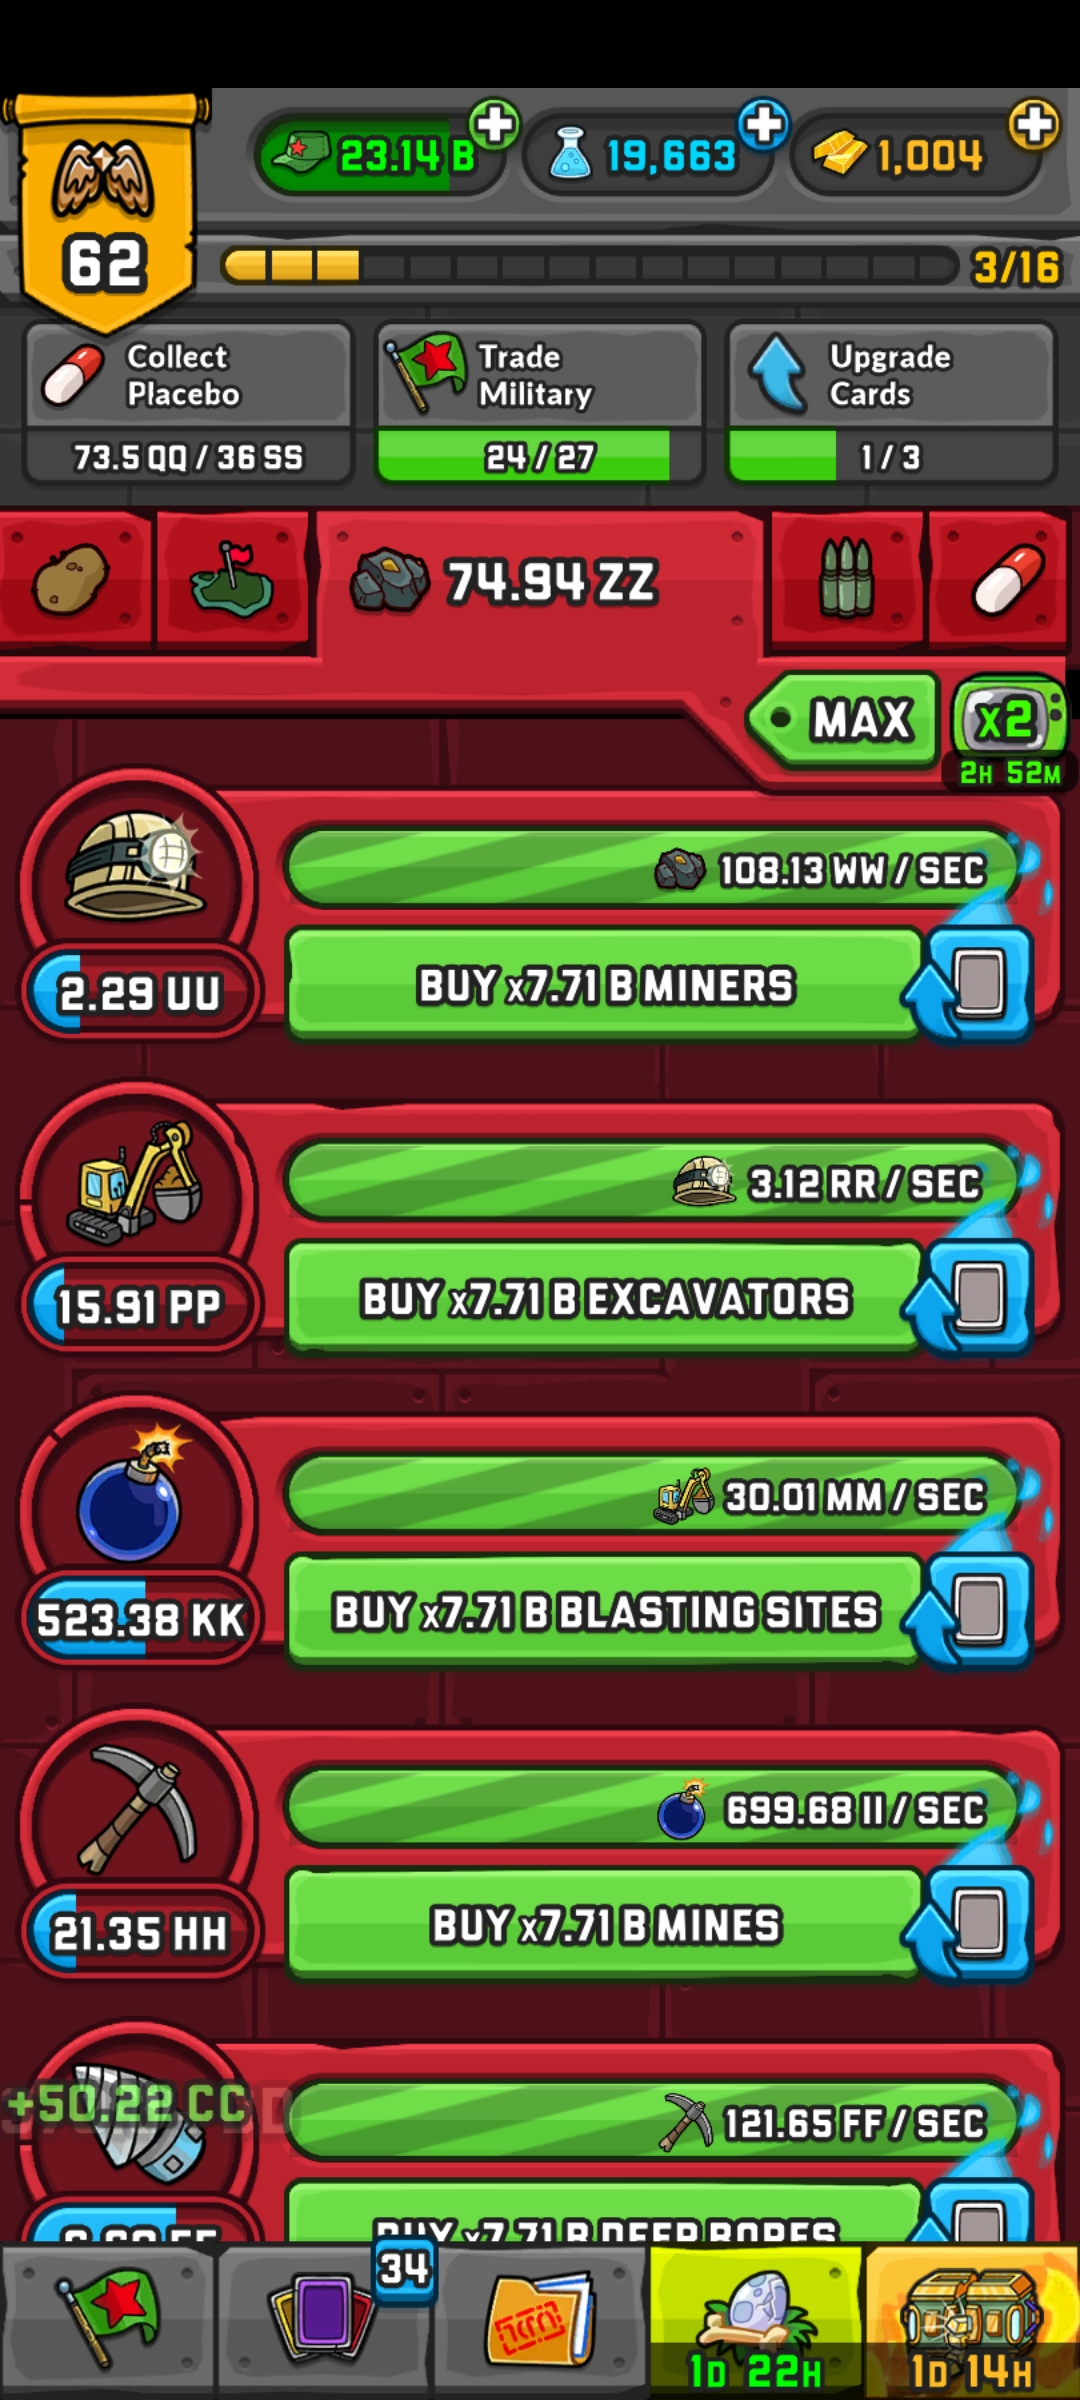 23.14 B
19,663
1,004
62
3/16
Collect
Placebo
73.5 QQ / 36 SS
Trade
Military
24 / 27
Upgrade
Cards
1 / 3
74.94 ZZ
MAX
x2
2H 52M
108.13 WW / SEC
2.29 UU
BUY x7.71 B MINERS
3.12 RR / SEC
15.91 PP
BUY x7.71 B EXCAVATORS
30.01 MM / SEC
523.38 KK
BUY x7.71 B BLASTING SITES
699.68 II / SEC
21.35 HH
BUY x7.71 B MINES
+50.22 CC
121.65 FF / SEC
BUY x7.71 B DEEP BORES
34
1D 22H
1D 14H